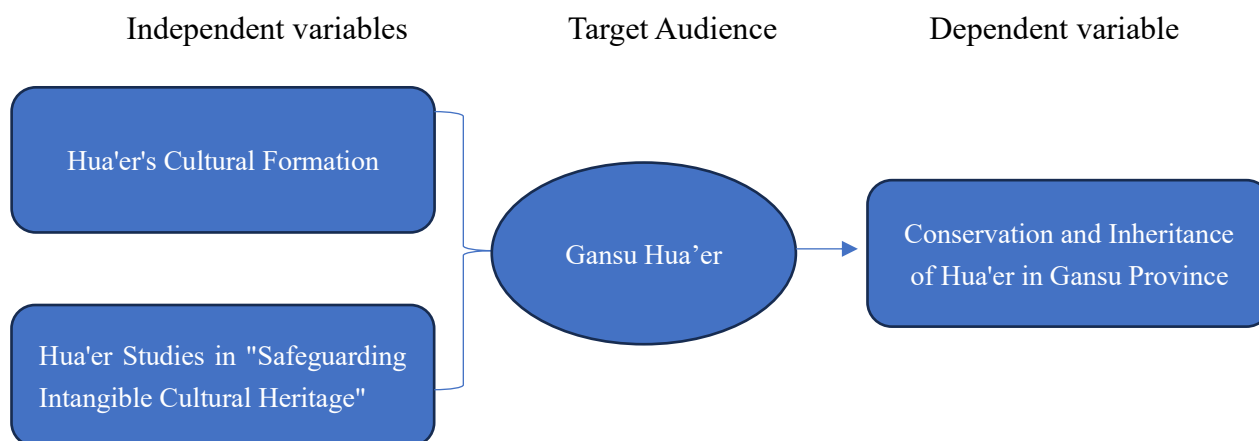 Independent variables
Target Audience
Dependent variable
Hua'er's Cultural Formation
Hua'er Studies in "Safeguarding
Intangible Cultural Heritage"
Gansu Hua’er
Conservation and Inheritance
of Hua'er in Gansu Province